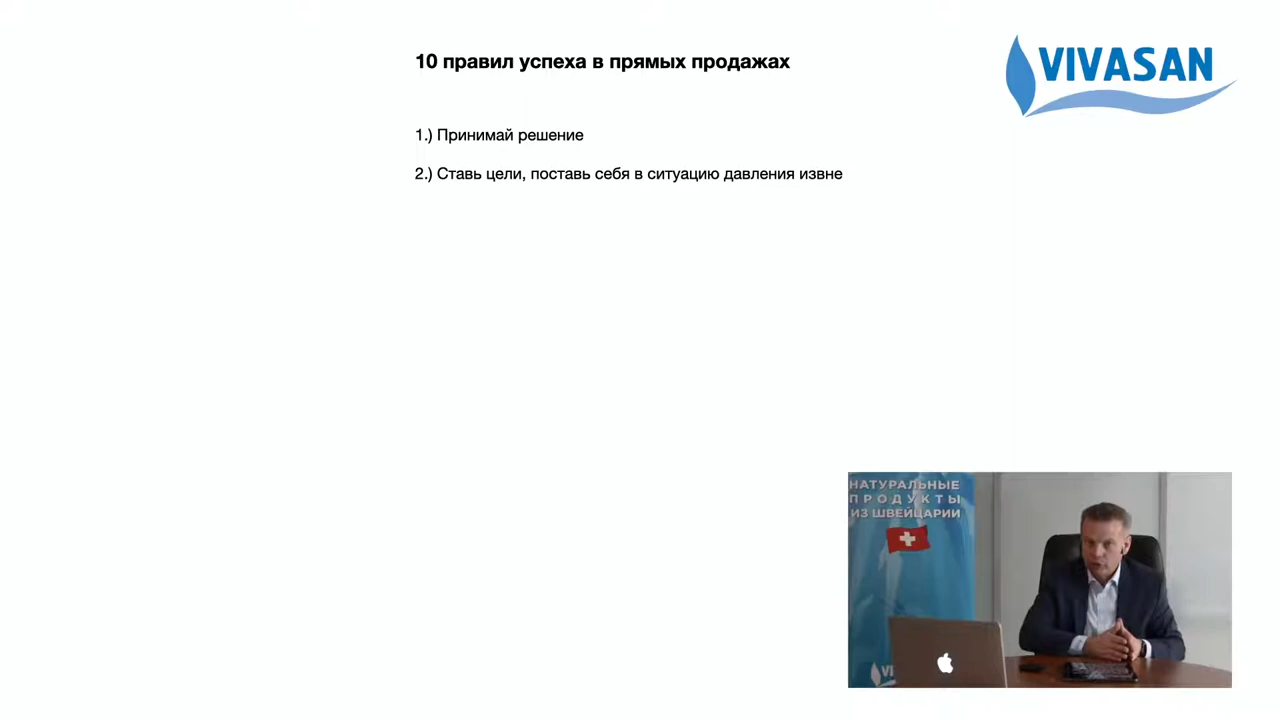 10 правил успеха в прямых продажах
VIVASAN
1.) Принимай решение
2.) Ставь цели, поставь себя в ситуацию давления извне
НАТУРАЛЬНЫЕ
ПРОДУКТЫ
ИЗ ШВЕЙЦАРИИ